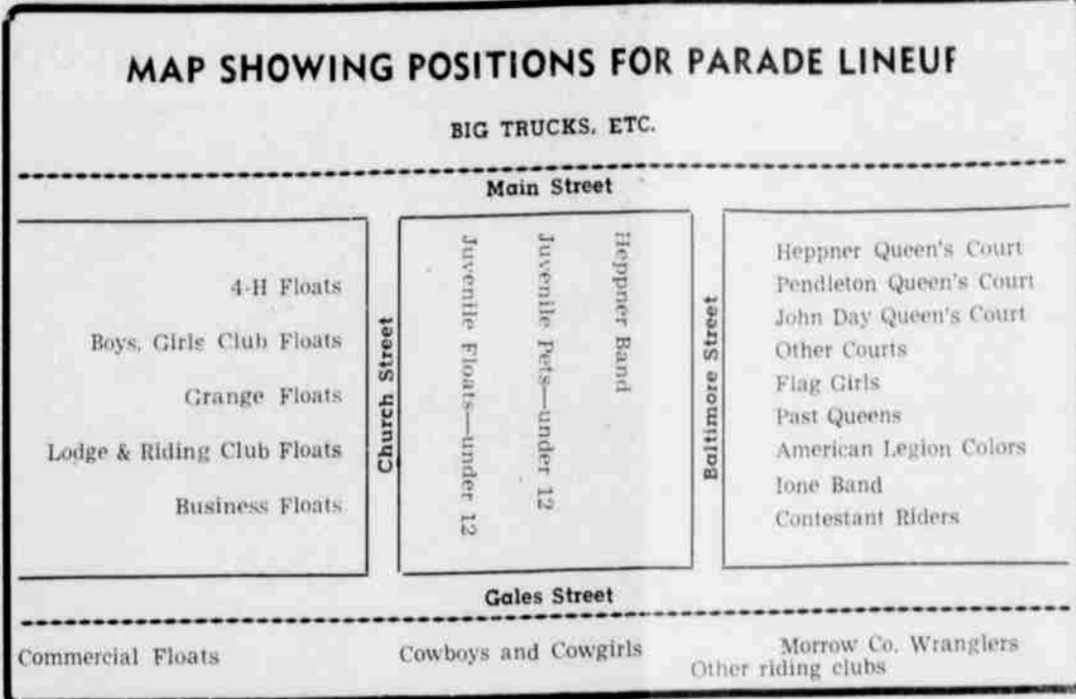 MAP SHOWING POSITIONS FOR PARADE LINEUP
BIG TRUCKS, ETC.
Main Street
4-H Floats
Boys, Girls Club Floats
Grange Floats
Lodge & Riding Club Floats
Business Floats
Church Street
Juvenile Floats—under 12
Juvenile Pets—under 12
Heppner Band
Baltimore Street
Heppner Queen's Court
Pendleton Queen's Court
John Day Queen's Court
Other Courts
Flag Girls
Past Queens
American Legion Colors
Ione Band
Contestant Riders
Gales Street
Commercial Floats
Cowboys and Cowgirls
Morrow Co. Wranglers
Other riding clubs